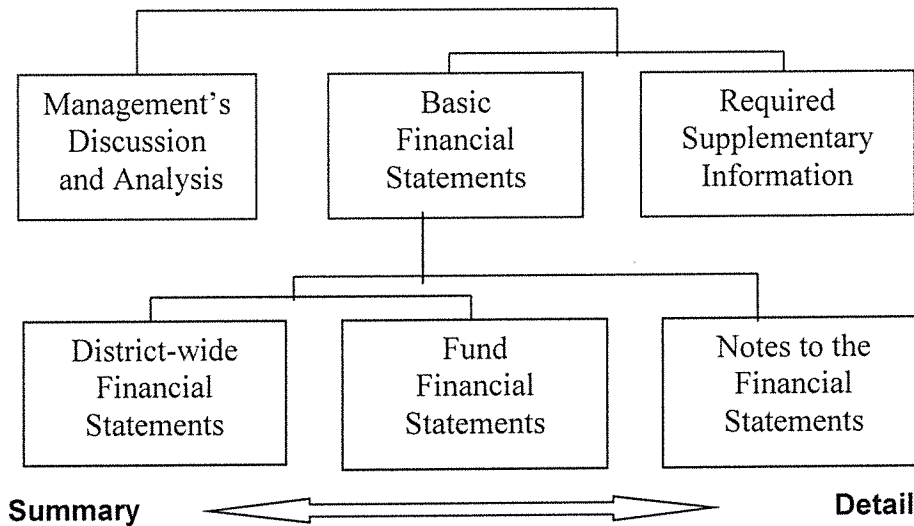 Management's
Discussion
and Analysis
Basic
Financial
Statements
Required
Supplementary
Information
District-wide
Financial
Statements
Fund
Financial
Statements
Notes to the
Financial
Statements
Summary
Detail